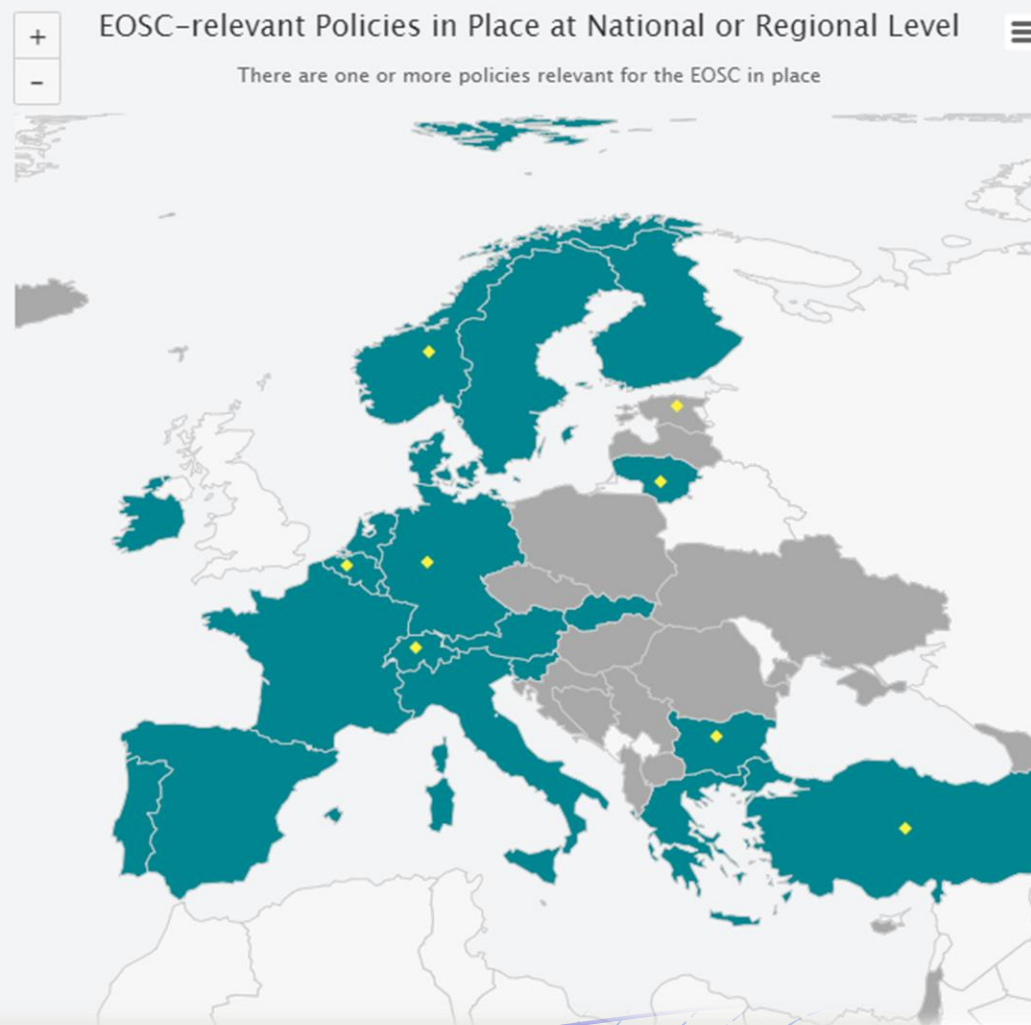 +
EOSC-relevant Policies in Place at National or Regional Level
−
There are one or more policies relevant for the EOSC in place